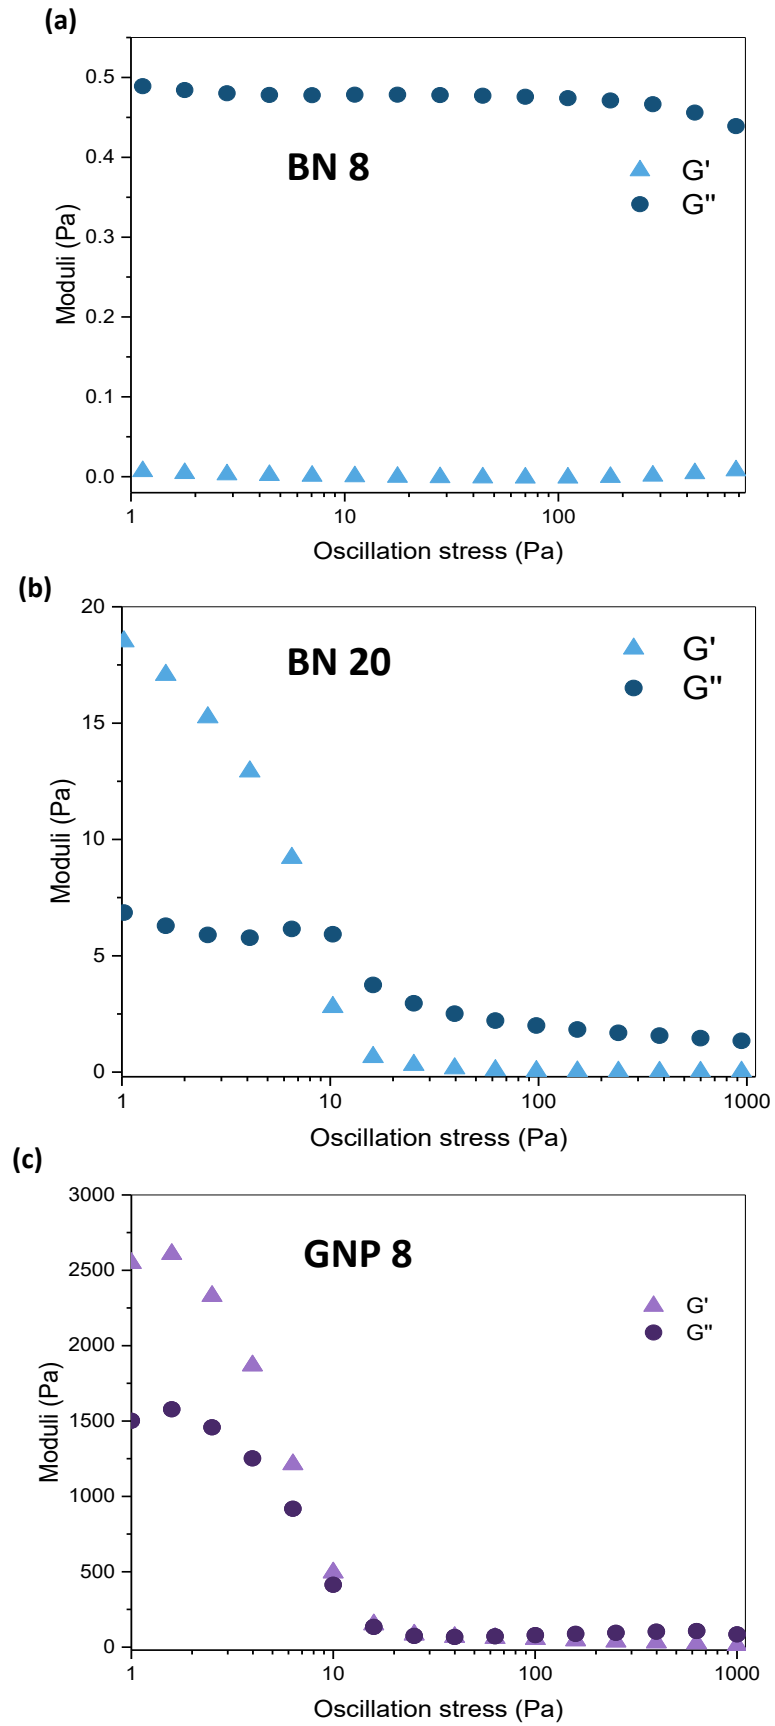 (a)
0.5
0.4
0.3
0.2
0.1
0.0
Moduli (Pa)
BN 8
G'
G"
1
10
100
Oscillation stress (Pa)
(b)
20
15
10
5
0
Moduli (Pa)
BN 20
G'
G"
1
10
100
1000
Oscillation stress (Pa)
(c)
3000
2500
2000
1500
1000
500
0
Moduli (Pa)
GNP 8
G'
G"
1
10
100
1000
Oscillation stress (Pa)